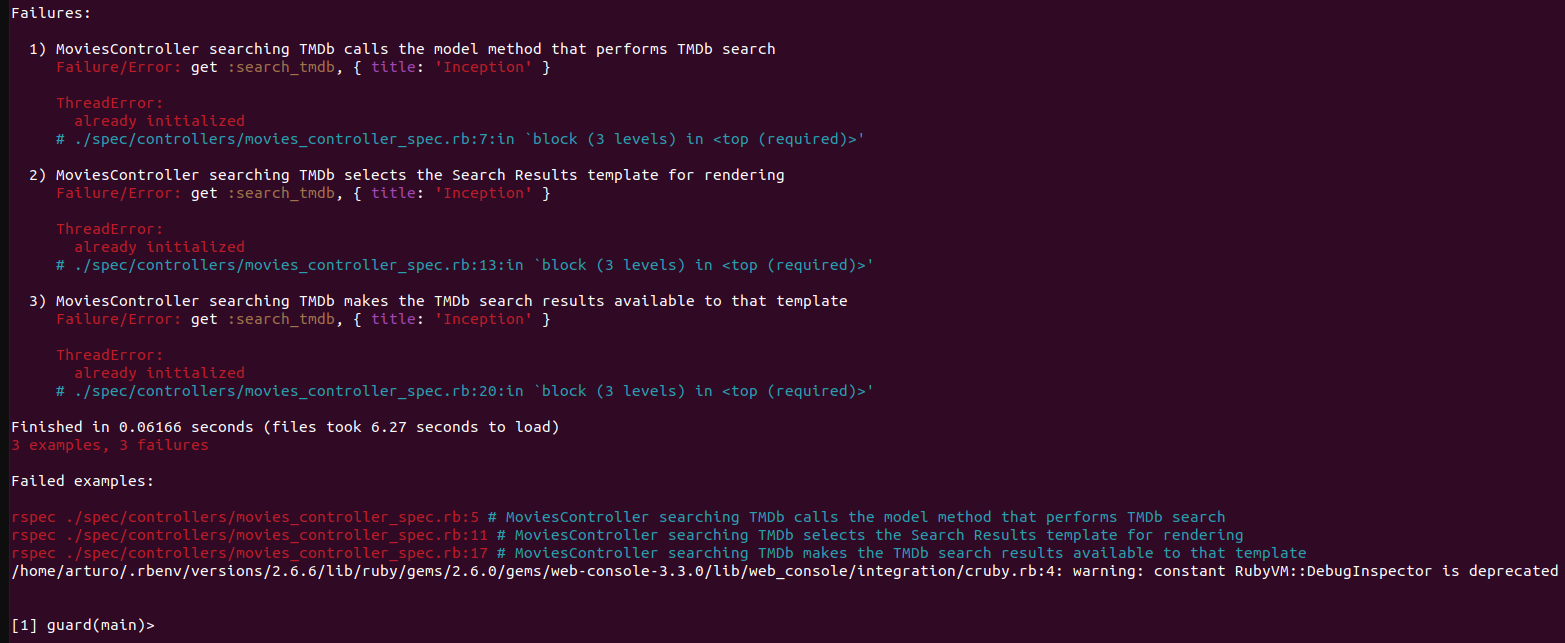 Failures:
1) MoviesController searching TMDb calls the model method that performs TMDb search
Failure/Error: get :search_tmdb, { title: 'Inception' }
ThreadError:
already initialized
# ./spec/controllers/movies_controller_spec.rb:7:in `block (3 levels) in <top (required)>'
2) MoviesController searching TMDb selects the Search Results template for rendering
Failure/Error: get :search_tmdb, { title: 'Inception' }
ThreadError:
already initialized
# ./spec/controllers/movies_controller_spec.rb:13:in `block (3 levels) in <top (required)>'
3) MoviesController searching TMDb makes the TMDb search results available to that template
Failure/Error: get :search_tmdb, { title: 'Inception' }
ThreadError:
already initialized
# ./spec/controllers/movies_controller_spec.rb:20:in `block (3 levels) in <top (required)>'
Finished in 0.06166 seconds (files took 6.27 seconds to load)
3 examples, 3 failures
Failed examples:
rspec ./spec/controllers/movies_controller_spec.rb:5 # MoviesController searching TMDb calls the model method that performs TMDb search
rspec ./spec/controllers/movies_controller_spec.rb:11 # MoviesController searching TMDb selects the Search Results template for rendering
rspec ./spec/controllers/movies_controller_spec.rb:17 # MoviesController searching TMDb makes the TMDb search results available to that template
/home/arturo/.rbenv/versions/2.6.6/lib/ruby/gems/2.6.0/gems/web-console-3.3.0/lib/web_console/integration/cruby.rb:4: warning: constant RubyVM::DebugInspector is deprecated
[1] guard(main)>